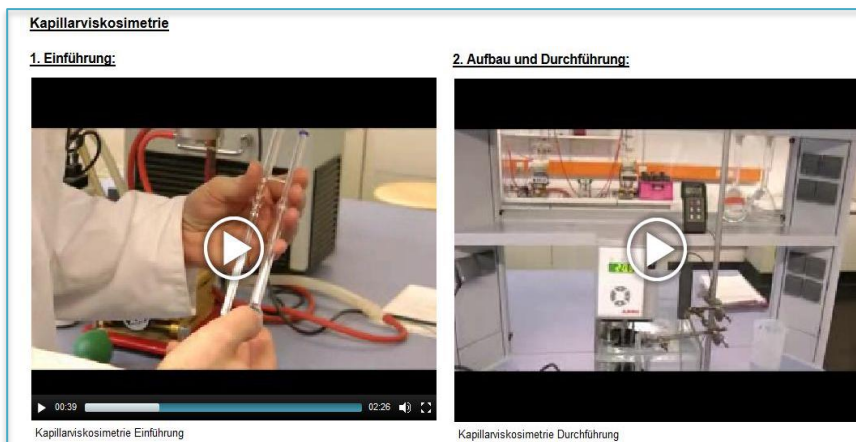 Kapillarviskosimetrie
1. Einführung:
2. Aufbau und Durchführung:
00:39
02:26
Kapillarviskosimetrie Einführung
Kapillarviskosimetrie Durchführung